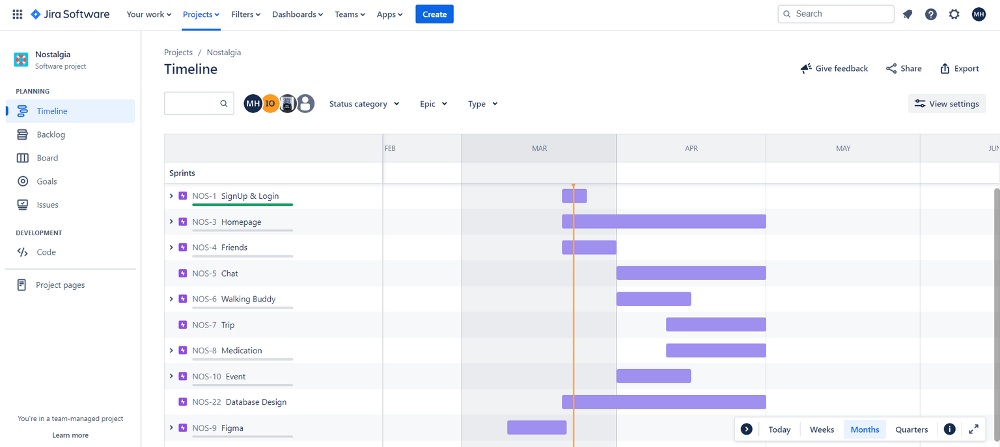 Jira Software Your work Projects Filters Dashboards Teams Apps Create Search MH
Nostalgia
Software project
PLANNING
Timeline
Backlog
Board
Goals
Issues
DEVELOPMENT
Code
Project pages
You're in a team-managed project
Learn more
Projects / Nostalgia
Timeline
Give feedback Share Export
MH IO Status category Epic Type View settings
FEB MAR APR MAY JUN
Sprints
NOS-1 SignUp & Login
NOS-3 Homepage
NOS-4 Friends
NOS-5 Chat
NOS-6 Walking Buddy
NOS-7 Trip
NOS-8 Medication
NOS-10 Event
NOS-22 Database Design
NOS-9 Figma
Today Weeks Months Quarters